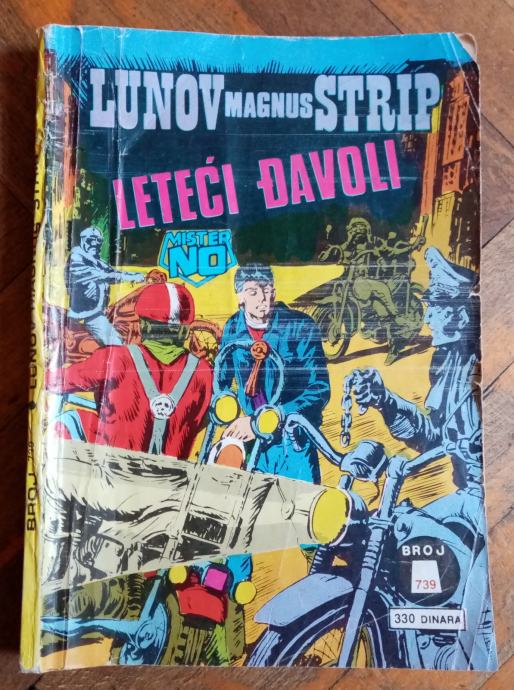 LUNOV MAGNUS STRIP
LETEĆI ĐAVOLI
MISTER
NO
BROJ
739
330 DINARA